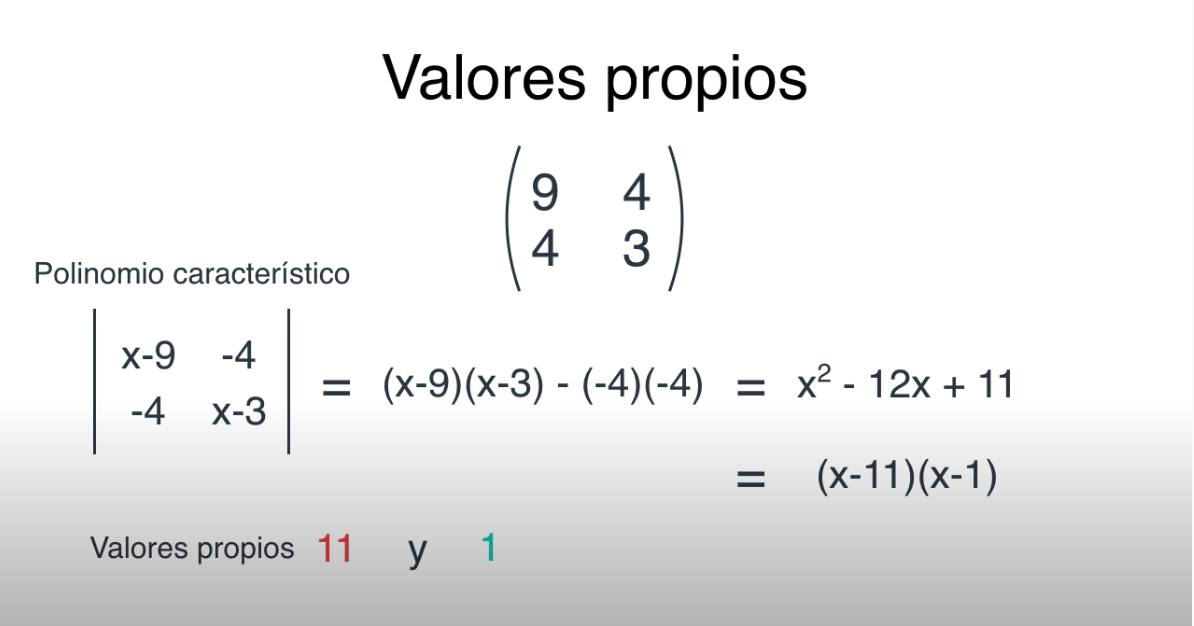 Valores propios
9 4
4 3
Polinomio característico
x-9 -4
-4 x-3
= (x-9)(x-3) - (-4)(-4) = x² - 12x + 11
= (x-11)(x-1)
Valores propios 11 y 1